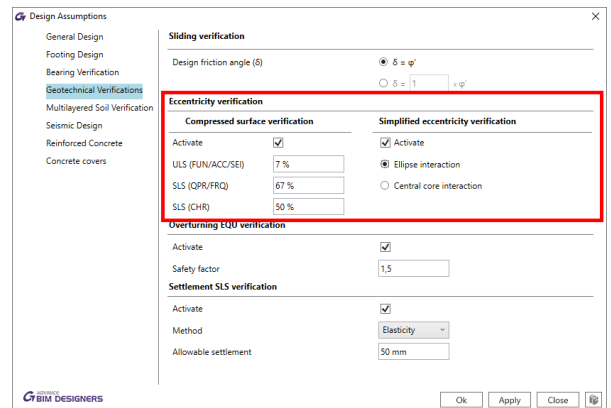 Design Assumptions
General Design
Footing Design
Bearing Verification
Geotechnical Verifications
Multilayered Soil Verification
Seismic Design
Reinforced Concrete
Concrete covers
Sliding verification
Design friction angle (δ)
δ = φ'
δ = 1 x φ'
Eccentricity verification
Compressed surface verification
Simplified eccentricity verification
Activate
Activate
ULS (FUN/ACC/SEI) 7 %
Ellipse interaction
SLS (QPR/FRQ) 67 %
Central core interaction
SLS (CHR) 50 %
Overturning EQU verification
Activate
Safety factor 1,5
Settlement SLS verification
Activate
Method Elasticity
Allowable settlement 50 mm
ADVANCE
BIM DESIGNERS
Ok Apply Close